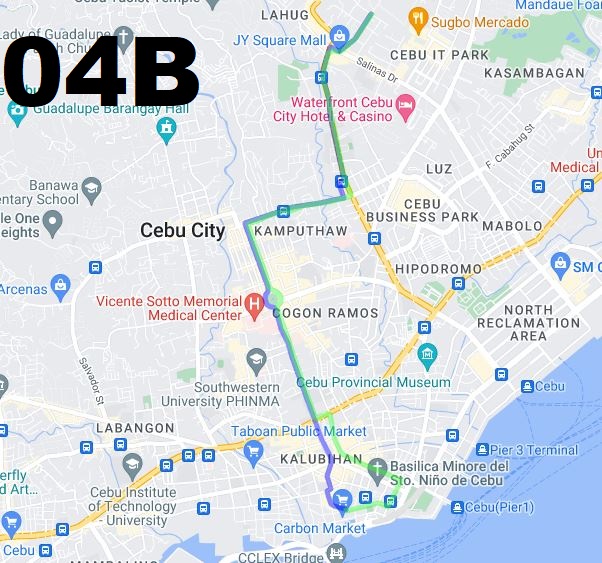 Cebu Taoist Temple
LAHUG
Sugbo Mercado
Mandaue Foa
Lady of Guadalupe
sh Church
04B
JY Square Mall
Salinas Dr
CEBU IT PARK
KASAMBAGAN
Guadalupe Barangay Hall
Waterfront Cebu
City Hotel & Casino
F. Cabahug St
LUZ
Un
Medical
Banawa
entary School
le One
eights
Cebu City
KAMPUTHAW
CEBU
BUSINESS PARK
MABOLO
Arcenas
HIPODROMO
SM C
Vicente Sotto Memorial
Medical Center
COGON RAMOS
NORTH
RECLAMATION
AREA
Salvador St
Southwestern
University PHINMA
Cebu Provincial Museum
Cebu
LABANGON
Taboan Public Market
Pier 3 Terminal
KALUBIHAN
Basilica Minore del
Sto. Niño de Cebu
erfly
d Art...
Cebu Institute
of Technology
- University
Carbon Market
Cebu(Pier1)
Cebu
CCLEX Bridge
MAMBALING